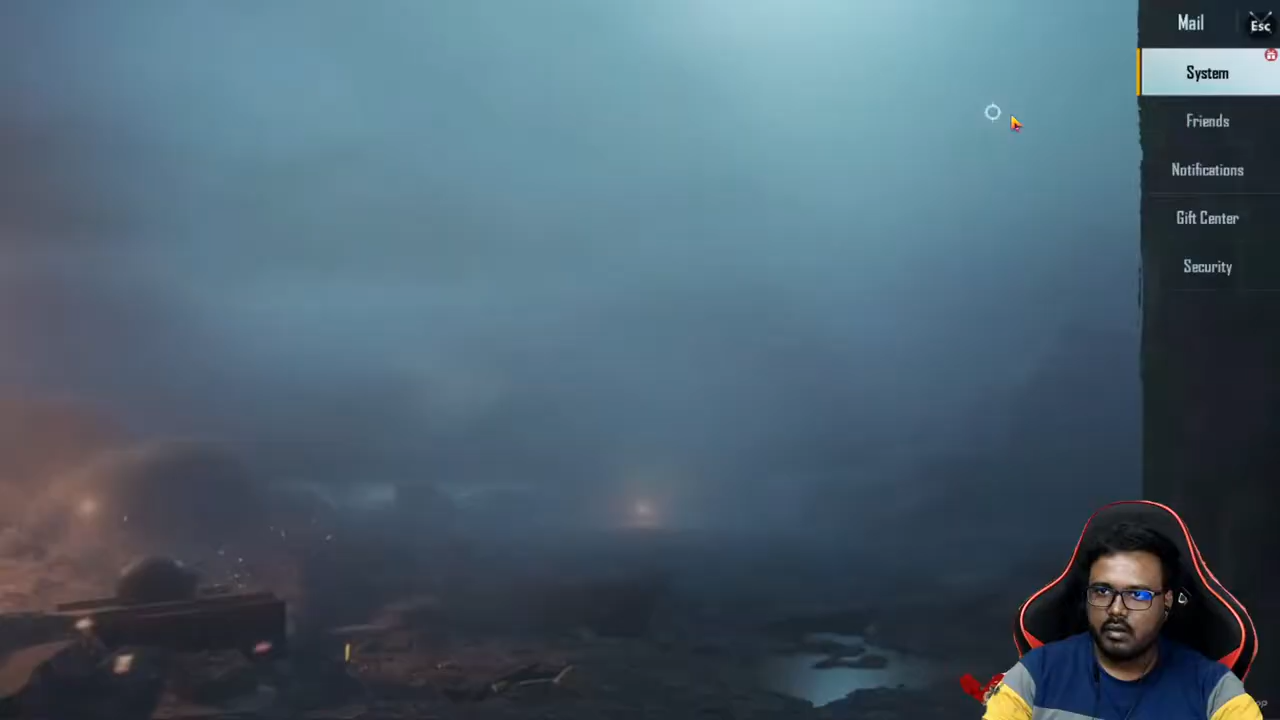 Mail
Esc
System
Friends
Notifications
Gift Center
Security